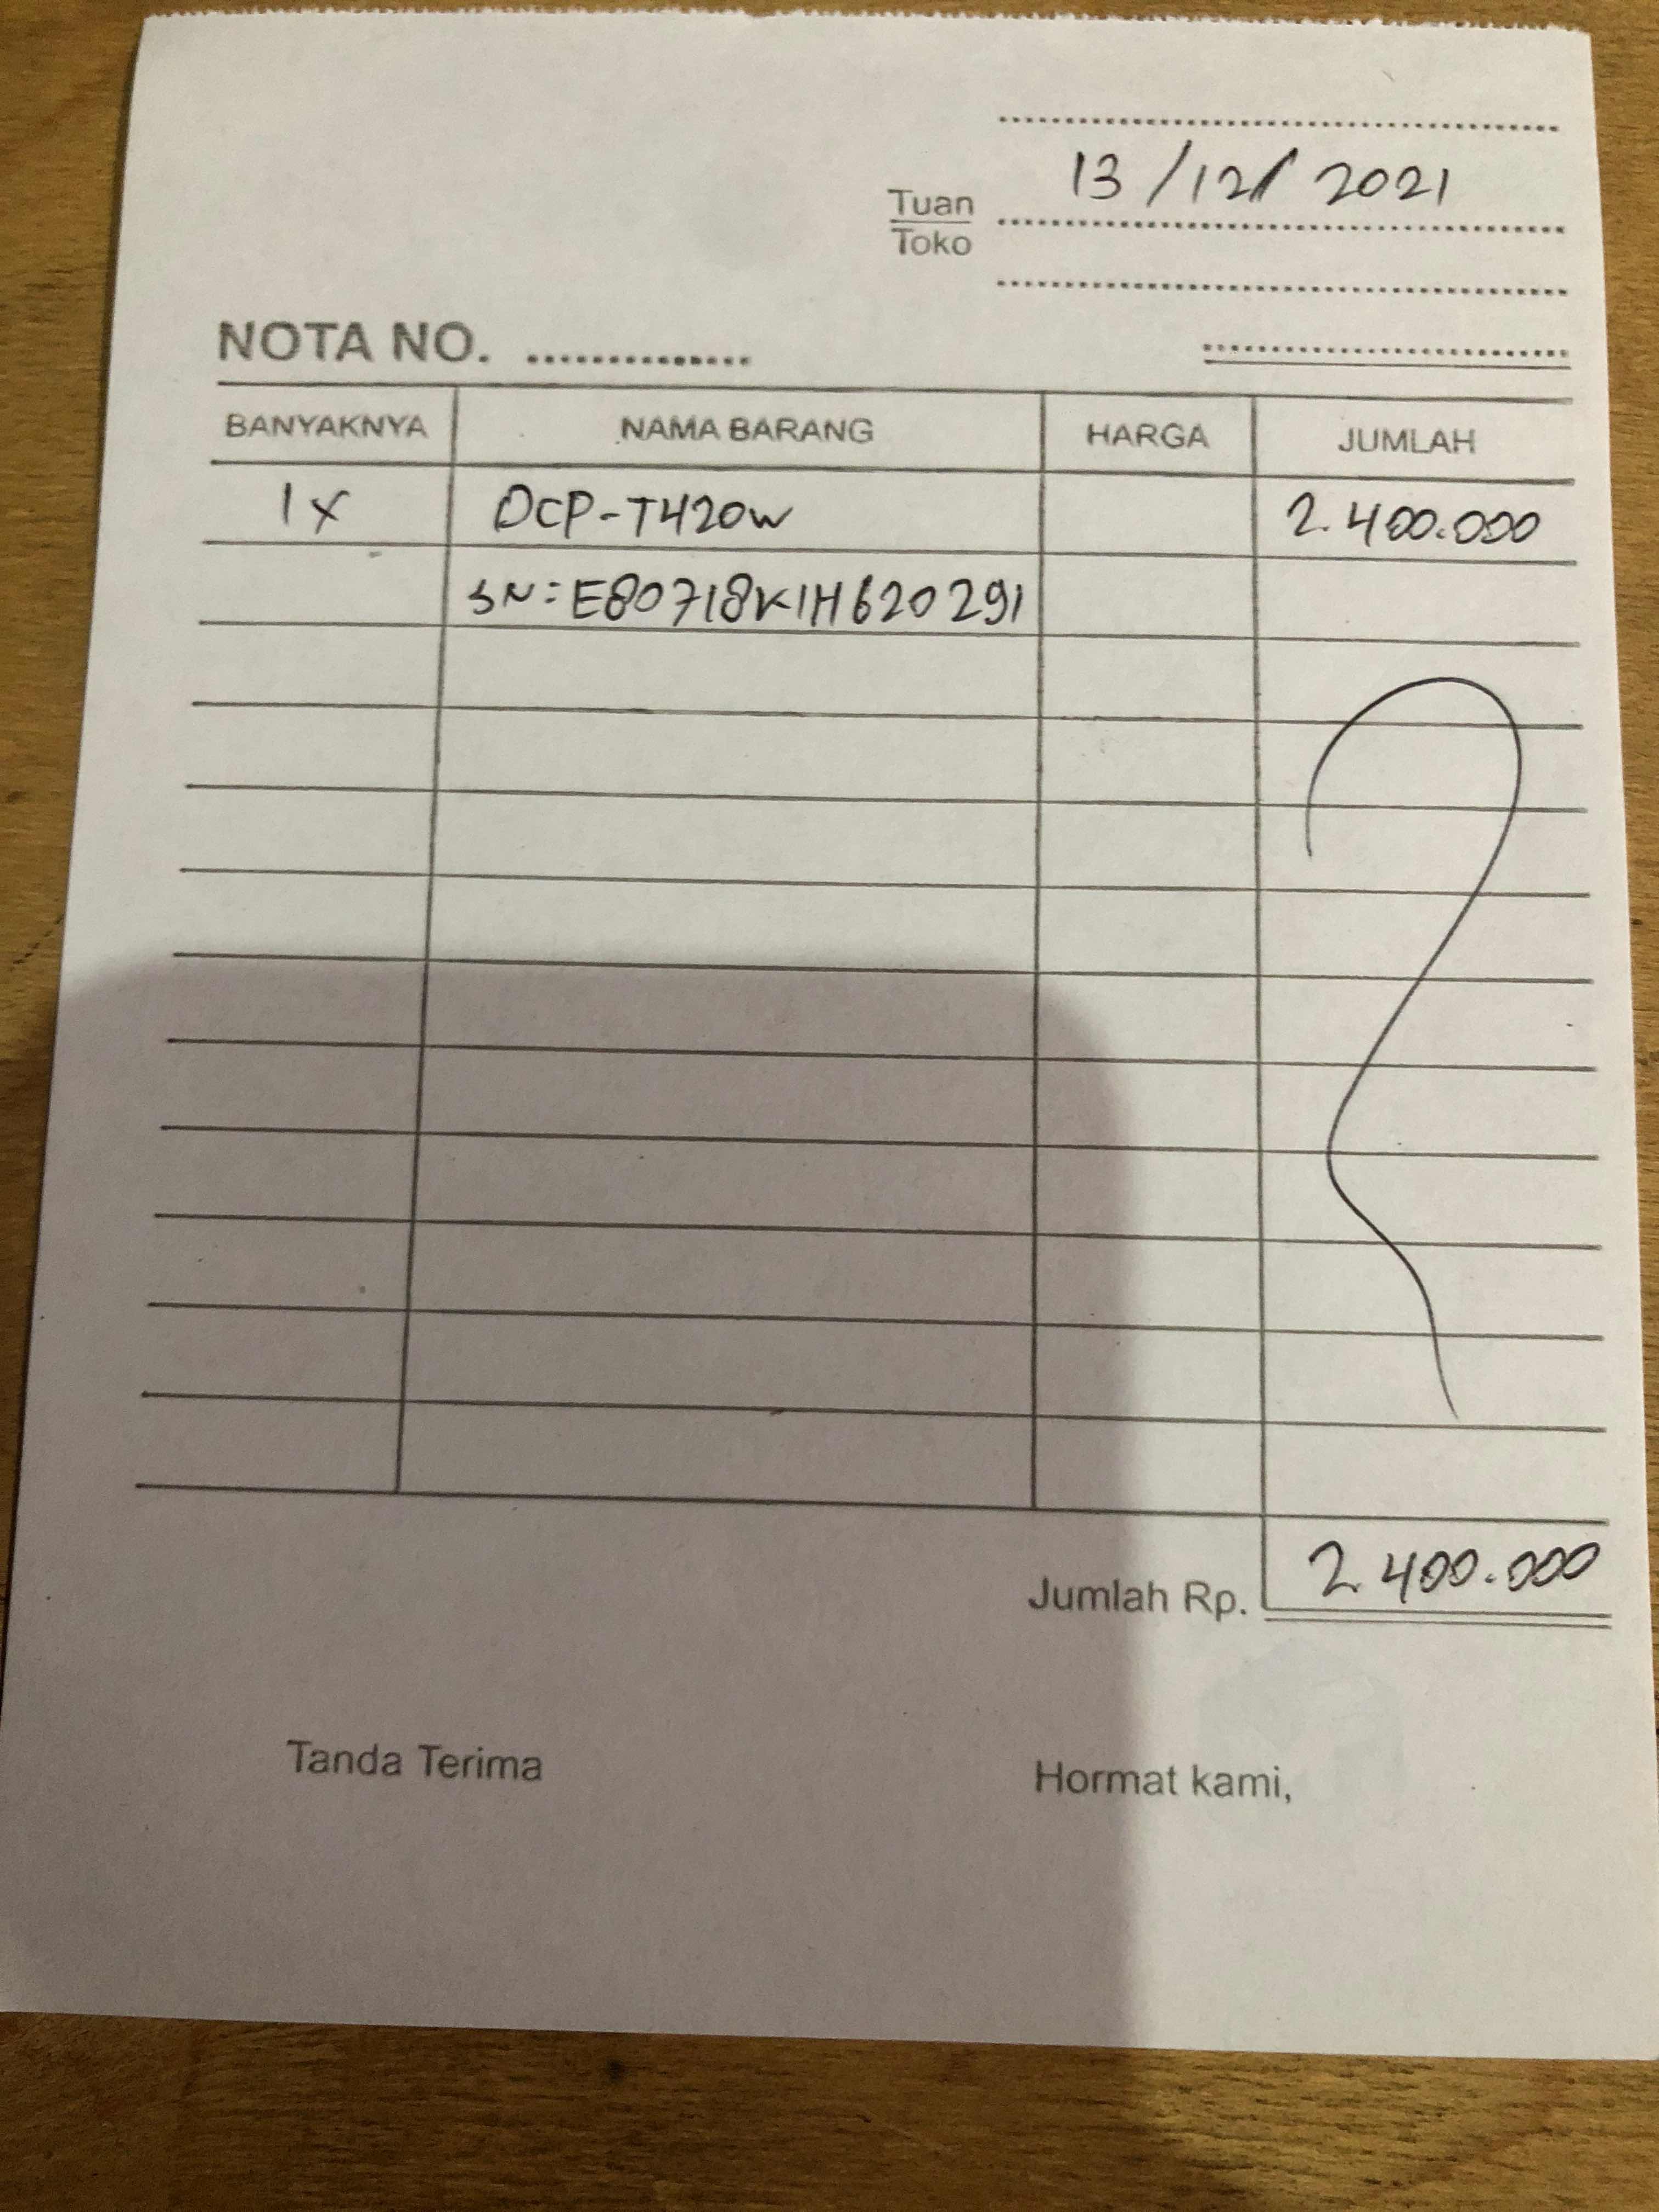 13/12/2021
Tuan
Toko
NOTA NO. ..............
BANYAKNYA NAMA BARANG HARGA JUMLAH
1x DCP-T420W 2.400.000
SN: E80718K1H620291
Jumlah Rp. 2.400.000
Tanda Terima Hormat kami,